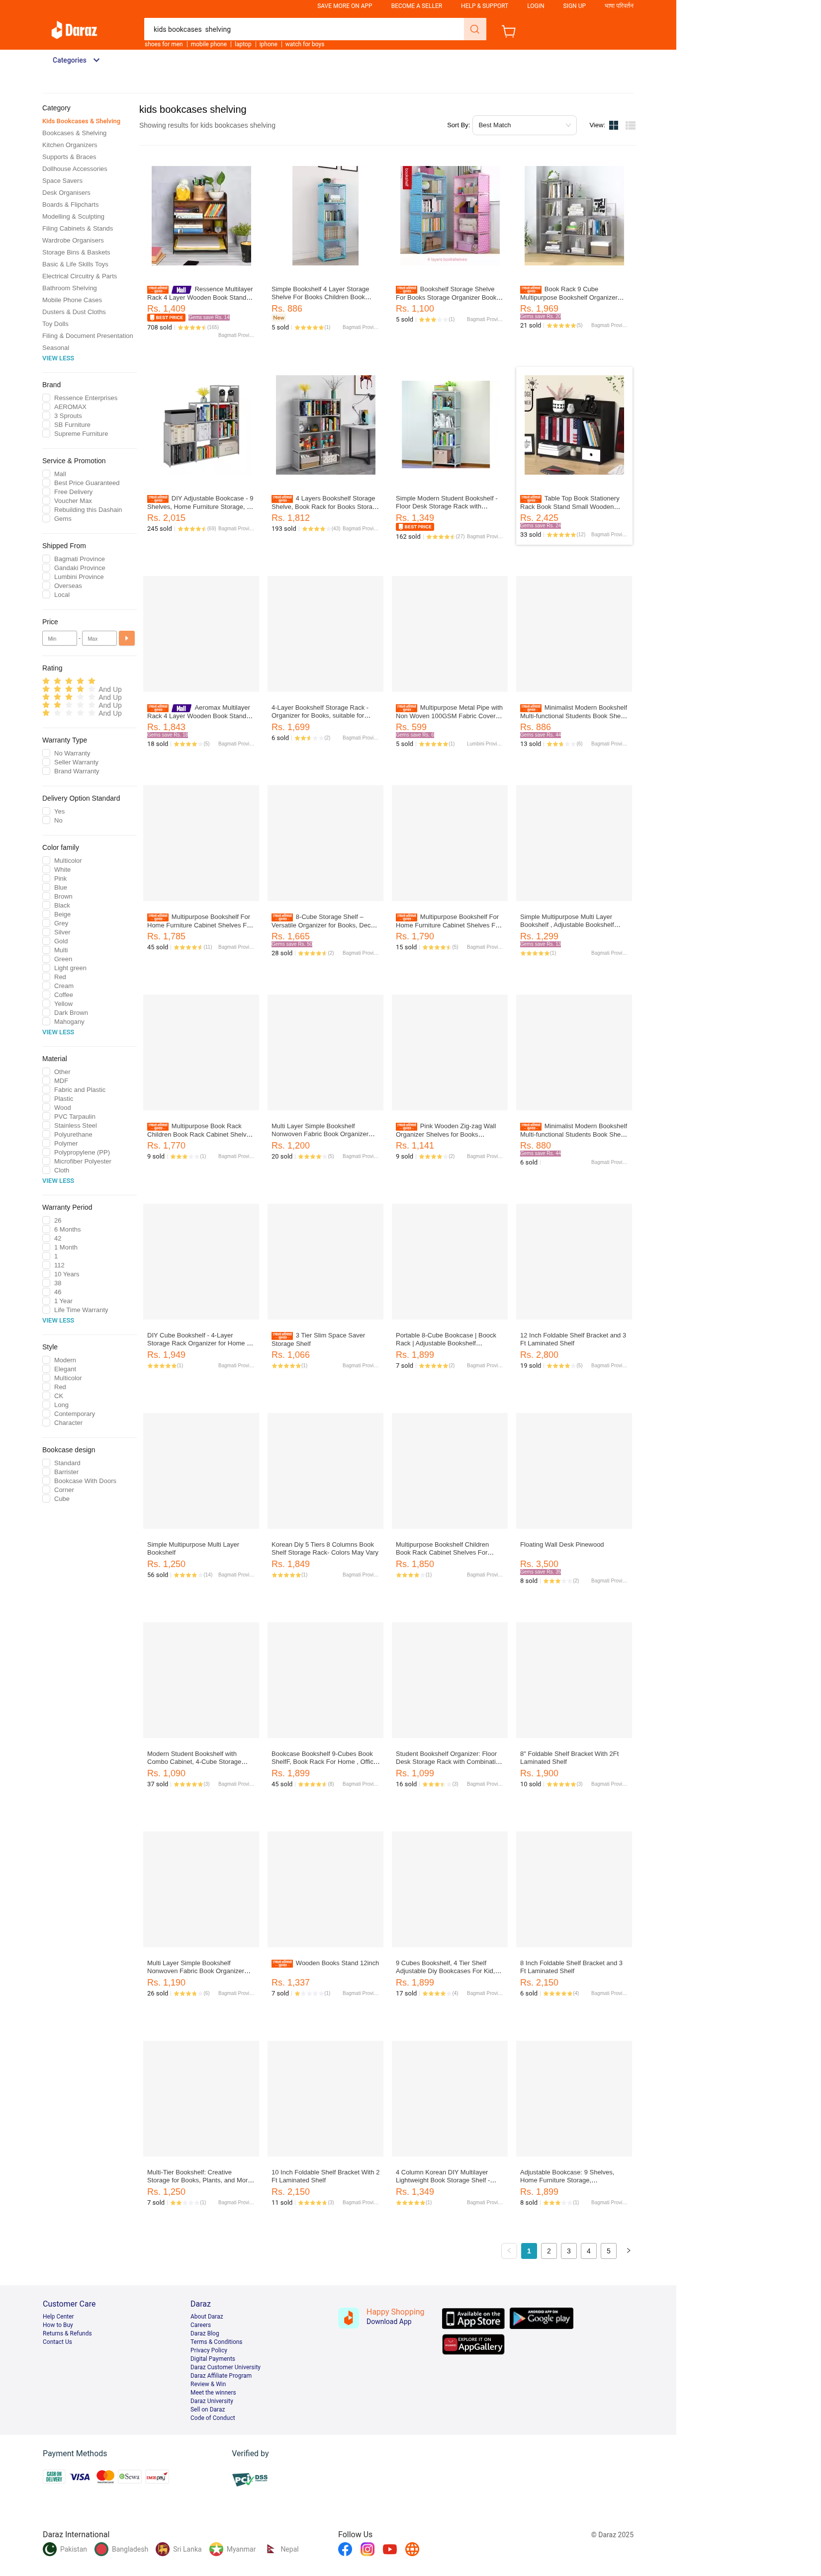 SAVE MORE ON APP
BECOME A SELLER
HELP & SUPPORT
LOGIN
SIGN UP
भाषा परिवर्तन
Daraz
kids bookcases shelving
shoes for men | mobile phone | laptop | iphone | watch for boys
Categories
Category
Kids Bookcases & Shelving
Bookcases & Shelving
Kitchen Organizers
Supports & Braces
Dollhouse Accessories
Space Savers
Desk Organisers
Boards & Flipcharts
Modelling & Sculpting
Filing Cabinets & Stands
Wardrobe Organisers
Storage Bins & Baskets
Basic & Life Skills Toys
Electrical Circuitry & Parts
Bathroom Shelving
Mobile Phone Cases
Dusters & Dust Cloths
Toy Dolls
Filing & Document Presentation
Seasonal
VIEW LESS
Brand
Ressence Enterprises
AEROMAX
3 Sprouts
SB Furniture
Supreme Furniture
Service & Promotion
Mall
Best Price Guaranteed
Free Delivery
Voucher Max
Rebuilding this Dashain
Gems
Shipped From
Bagmati Province
Gandaki Province
Lumbini Province
Overseas
Local
Price
Min - Max
Rating
And Up
And Up
And Up
And Up
Warranty Type
No Warranty
Seller Warranty
Brand Warranty
Delivery Option Standard
Yes
No
Color family
Multicolor
White
Pink
Blue
Brown
Black
Beige
Grey
Silver
Gold
Multi
Green
Light green
Red
Cream
Coffee
Yellow
Dark Brown
Mahogany
VIEW LESS
Material
Other
MDF
Fabric and Plastic
Plastic
Wood
PVC Tarpaulin
Stainless Steel
Polyurethane
Polymer
Polypropylene (PP)
Microfiber Polyester
Cloth
VIEW LESS
Warranty Period
26
6 Months
42
1 Month
1
112
10 Years
38
46
1 Year
Life Time Warranty
VIEW LESS
Style
Modern
Elegant
Multicolor
Red
CK
Long
Contemporary
Character
Bookcase design
Standard
Barrister
Bookcase With Doors
Corner
Cube
kids bookcases shelving
Showing results for kids bookcases shelving
Sort By: Best Match
View:
Mall Ressence Multilayer
Rack 4 Layer Wooden Book Stand…
Rs. 1,409
BEST PRICE Gems save Rs. 14
708 sold (165)
Bagmati Provi…
Simple Bookshelf 4 Layer Storage
Shelve For Books Children Book…
Rs. 886
New
5 sold (1) Bagmati Provi…
Bookshelf Storage Shelve
For Books Storage Organizer Book…
Rs. 1,100
5 sold (1) Bagmati Provi…
Book Rack 9 Cube
Multipurpose Bookshelf Organizer…
Rs. 1,969
21 sold (5) Bagmati Provi…
DIY Adjustable Bookcase - 9
Shelves, Home Furniture Storage, …
Rs. 2,015
245 sold (69) Bagmati Provi…
4 Layers Bookshelf Storage
Shelve, Book Rack for Books Stora…
Rs. 1,812
193 sold (43) Bagmati Provi…
Simple Modern Student Bookshelf -
Floor Desk Storage Rack with…
Rs. 1,349
BEST PRICE
162 sold (27) Bagmati Provi…
Table Top Book Stationery
Rack Book Stand Small Wooden…
Rs. 2,425
Gems save Rs. 24
33 sold (12) Bagmati Provi…
Mall Aeromax Multilayer
Rack 4 Layer Wooden Book Stand…
Rs. 1,843
18 sold (6) Bagmati Provi…
4-Layer Bookshelf Storage Rack -
Organizer for Books, suitable for…
Rs. 1,699
6 sold (2) Bagmati Provi…
Multipurpose Metal Pipe with
Non Woven 100GSM Fabric Cover…
Rs. 599
5 sold (1) Lumbini Provi…
Minimalist Modern Bookshelf
Multi-functional Students Book She…
Rs. 886
Gems save Rs. 44
13 sold (6) Bagmati Provi…
Multipurpose Bookshelf For
Home Furniture Cabinet Shelves F…
Rs. 1,785
45 sold (11) Bagmati Provi…
8-Cube Storage Shelf –
Versatile Organizer for Books, Dec…
Rs. 1,665
28 sold (2) Bagmati Provi…
Multipurpose Bookshelf For
Home Furniture Cabinet Shelves F…
Rs. 1,790
15 sold (5) Bagmati Provi…
Simple Multipurpose Multi Layer
Bookshelf , Adjustable Bookshelf…
Rs. 1,299
Gems save Rs. 13
(1) Bagmati Provi…
Multipurpose Book Rack
Children Book Rack Cabinet Shelv…
Rs. 1,770
9 sold (1) Bagmati Provi…
Multi Layer Simple Bookshelf
Nonwoven Fabric Book Organizer…
Rs. 1,200
20 sold (5) Bagmati Provi…
Pink Wooden Zig-zag Wall
Organizer Shelves for Books…
Rs. 1,141
9 sold (2) Bagmati Provi…
Minimalist Modern Bookshelf
Multi-functional Students Book She…
Rs. 880
Gems save Rs. 44
6 sold Bagmati Provi…
DIY Cube Bookshelf - 4-Layer
Storage Rack Organizer for Home …
Rs. 1,949
(1) Bagmati Provi…
3 Tier Slim Space Saver
Storage Shelf
Rs. 1,066
(1) Bagmati Provi…
Portable 8-Cube Bookcase | Boock
Rack | Adjustable Bookshelf…
Rs. 1,899
7 sold (2) Bagmati Provi…
12 Inch Foldable Shelf Bracket and 3
Ft Laminated Shelf
Rs. 2,800
19 sold (5) Bagmati Provi…
Simple Multipurpose Multi Layer
Bookshelf
Rs. 1,250
56 sold (14) Bagmati Provi…
Korean Diy 5 Tiers 8 Columns Book
Shelf Storage Rack- Colors May Vary
Rs. 1,849
(1) Bagmati Provi…
Multipurpose Bookshelf Children
Book Rack Cabinet Shelves For…
Rs. 1,850
(1) Bagmati Provi…
Floating Wall Desk Pinewood
Rs. 3,500
8 sold (2) Bagmati Provi…
Modern Student Bookshelf with
Combo Cabinet, 4-Cube Storage…
Rs. 1,090
37 sold (3) Bagmati Provi…
Bookcase Bookshelf 9-Cubes Book
ShelfF, Book Rack For Home , Offic…
Rs. 1,899
45 sold (8) Bagmati Provi…
Student Bookshelf Organizer: Floor
Desk Storage Rack with Combinati…
Rs. 1,099
16 sold (3) Bagmati Provi…
8" Foldable Shelf Bracket With 2Ft
Laminated Shelf
Rs. 1,900
10 sold (3) Bagmati Provi…
Multi Layer Simple Bookshelf
Nonwoven Fabric Book Organizer…
Rs. 1,190
26 sold (6) Bagmati Provi…
Wooden Books Stand 12inch
Rs. 1,337
7 sold (1) Bagmati Provi…
9 Cubes Bookshelf, 4 Tier Shelf
Adjustable Diy Bookcases For Kid,…
Rs. 1,899
17 sold (4) Bagmati Provi…
8 Inch Foldable Shelf Bracket and 3
Ft Laminated Shelf
Rs. 2,150
6 sold (4) Bagmati Provi…
Multi-Tier Bookshelf: Creative
Storage for Books, Plants, and Mor…
Rs. 1,250
7 sold (1) Bagmati Provi…
10 Inch Foldable Shelf Bracket With 2
Ft Laminated Shelf
Rs. 2,150
11 sold (3) Bagmati Provi…
4 Column Korean DIY Multilayer
Lightweight Book Storage Shelf -…
Rs. 1,349
(1) Bagmati Provi…
Adjustable Bookcase: 9 Shelves,
Home Furniture Storage,…
Rs. 1,899
8 sold (1) Bagmati Provi…
1 2 3 4 5
Customer Care
Help Center
How to Buy
Returns & Refunds
Contact Us
Daraz
About Daraz
Careers
Daraz Blog
Terms & Conditions
Privacy Policy
Digital Payments
Daraz Customer University
Daraz Affiliate Program
Review & Win
Meet the winners
Daraz University
Sell on Daraz
Code of Conduct
Happy Shopping
Download App
Available on the App Store
ANDROID APP ON Google play
EXPLORE IT ON AppGallery
Payment Methods
CASH ON DELIVERY
VISA
mastercard
eSewa
IME pay
Verified by
PCI DSS
Daraz International
Pakistan
Bangladesh
Sri Lanka
Myanmar
Nepal
Follow Us
© Daraz 2025